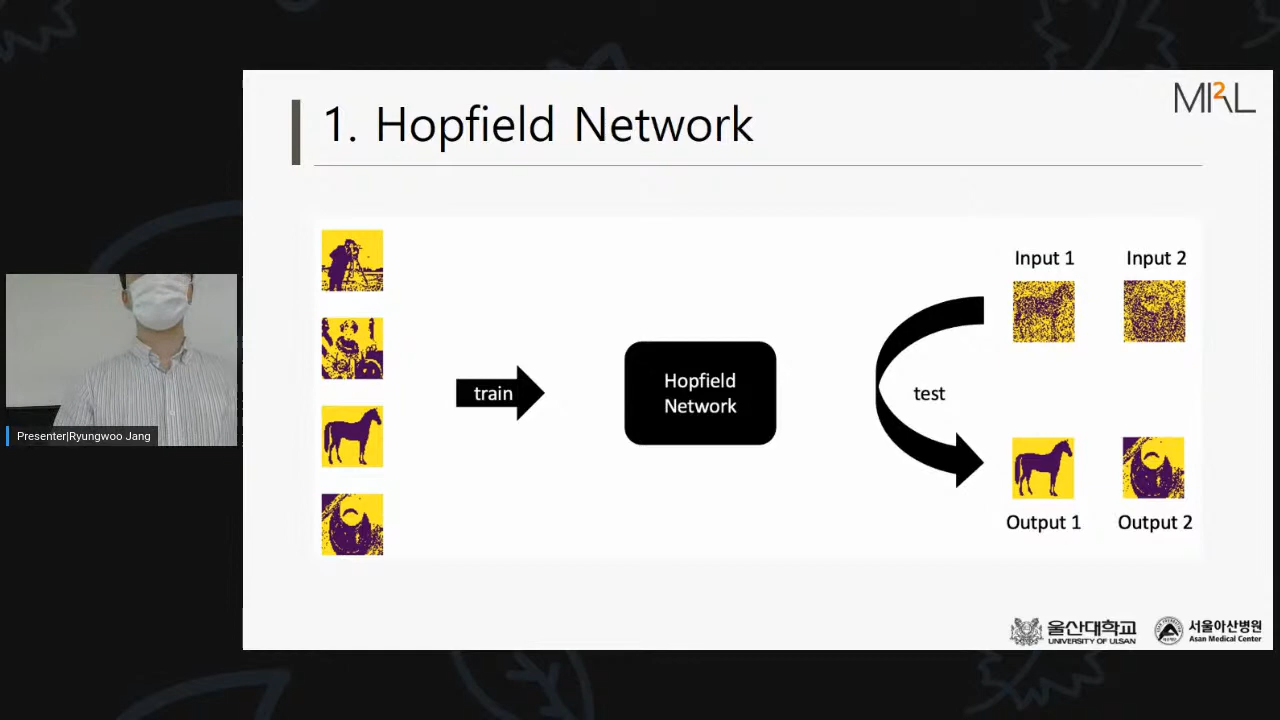 1. Hopfield Network
MI2RL
train
Hopfield
Network
Input 1
Input 2
test
Output 1
Output 2
Presenter|Ryungwoo Jang
울산대학교
UNIVERSITY OF ULSAN
서울아산병원
Asan Medical Center